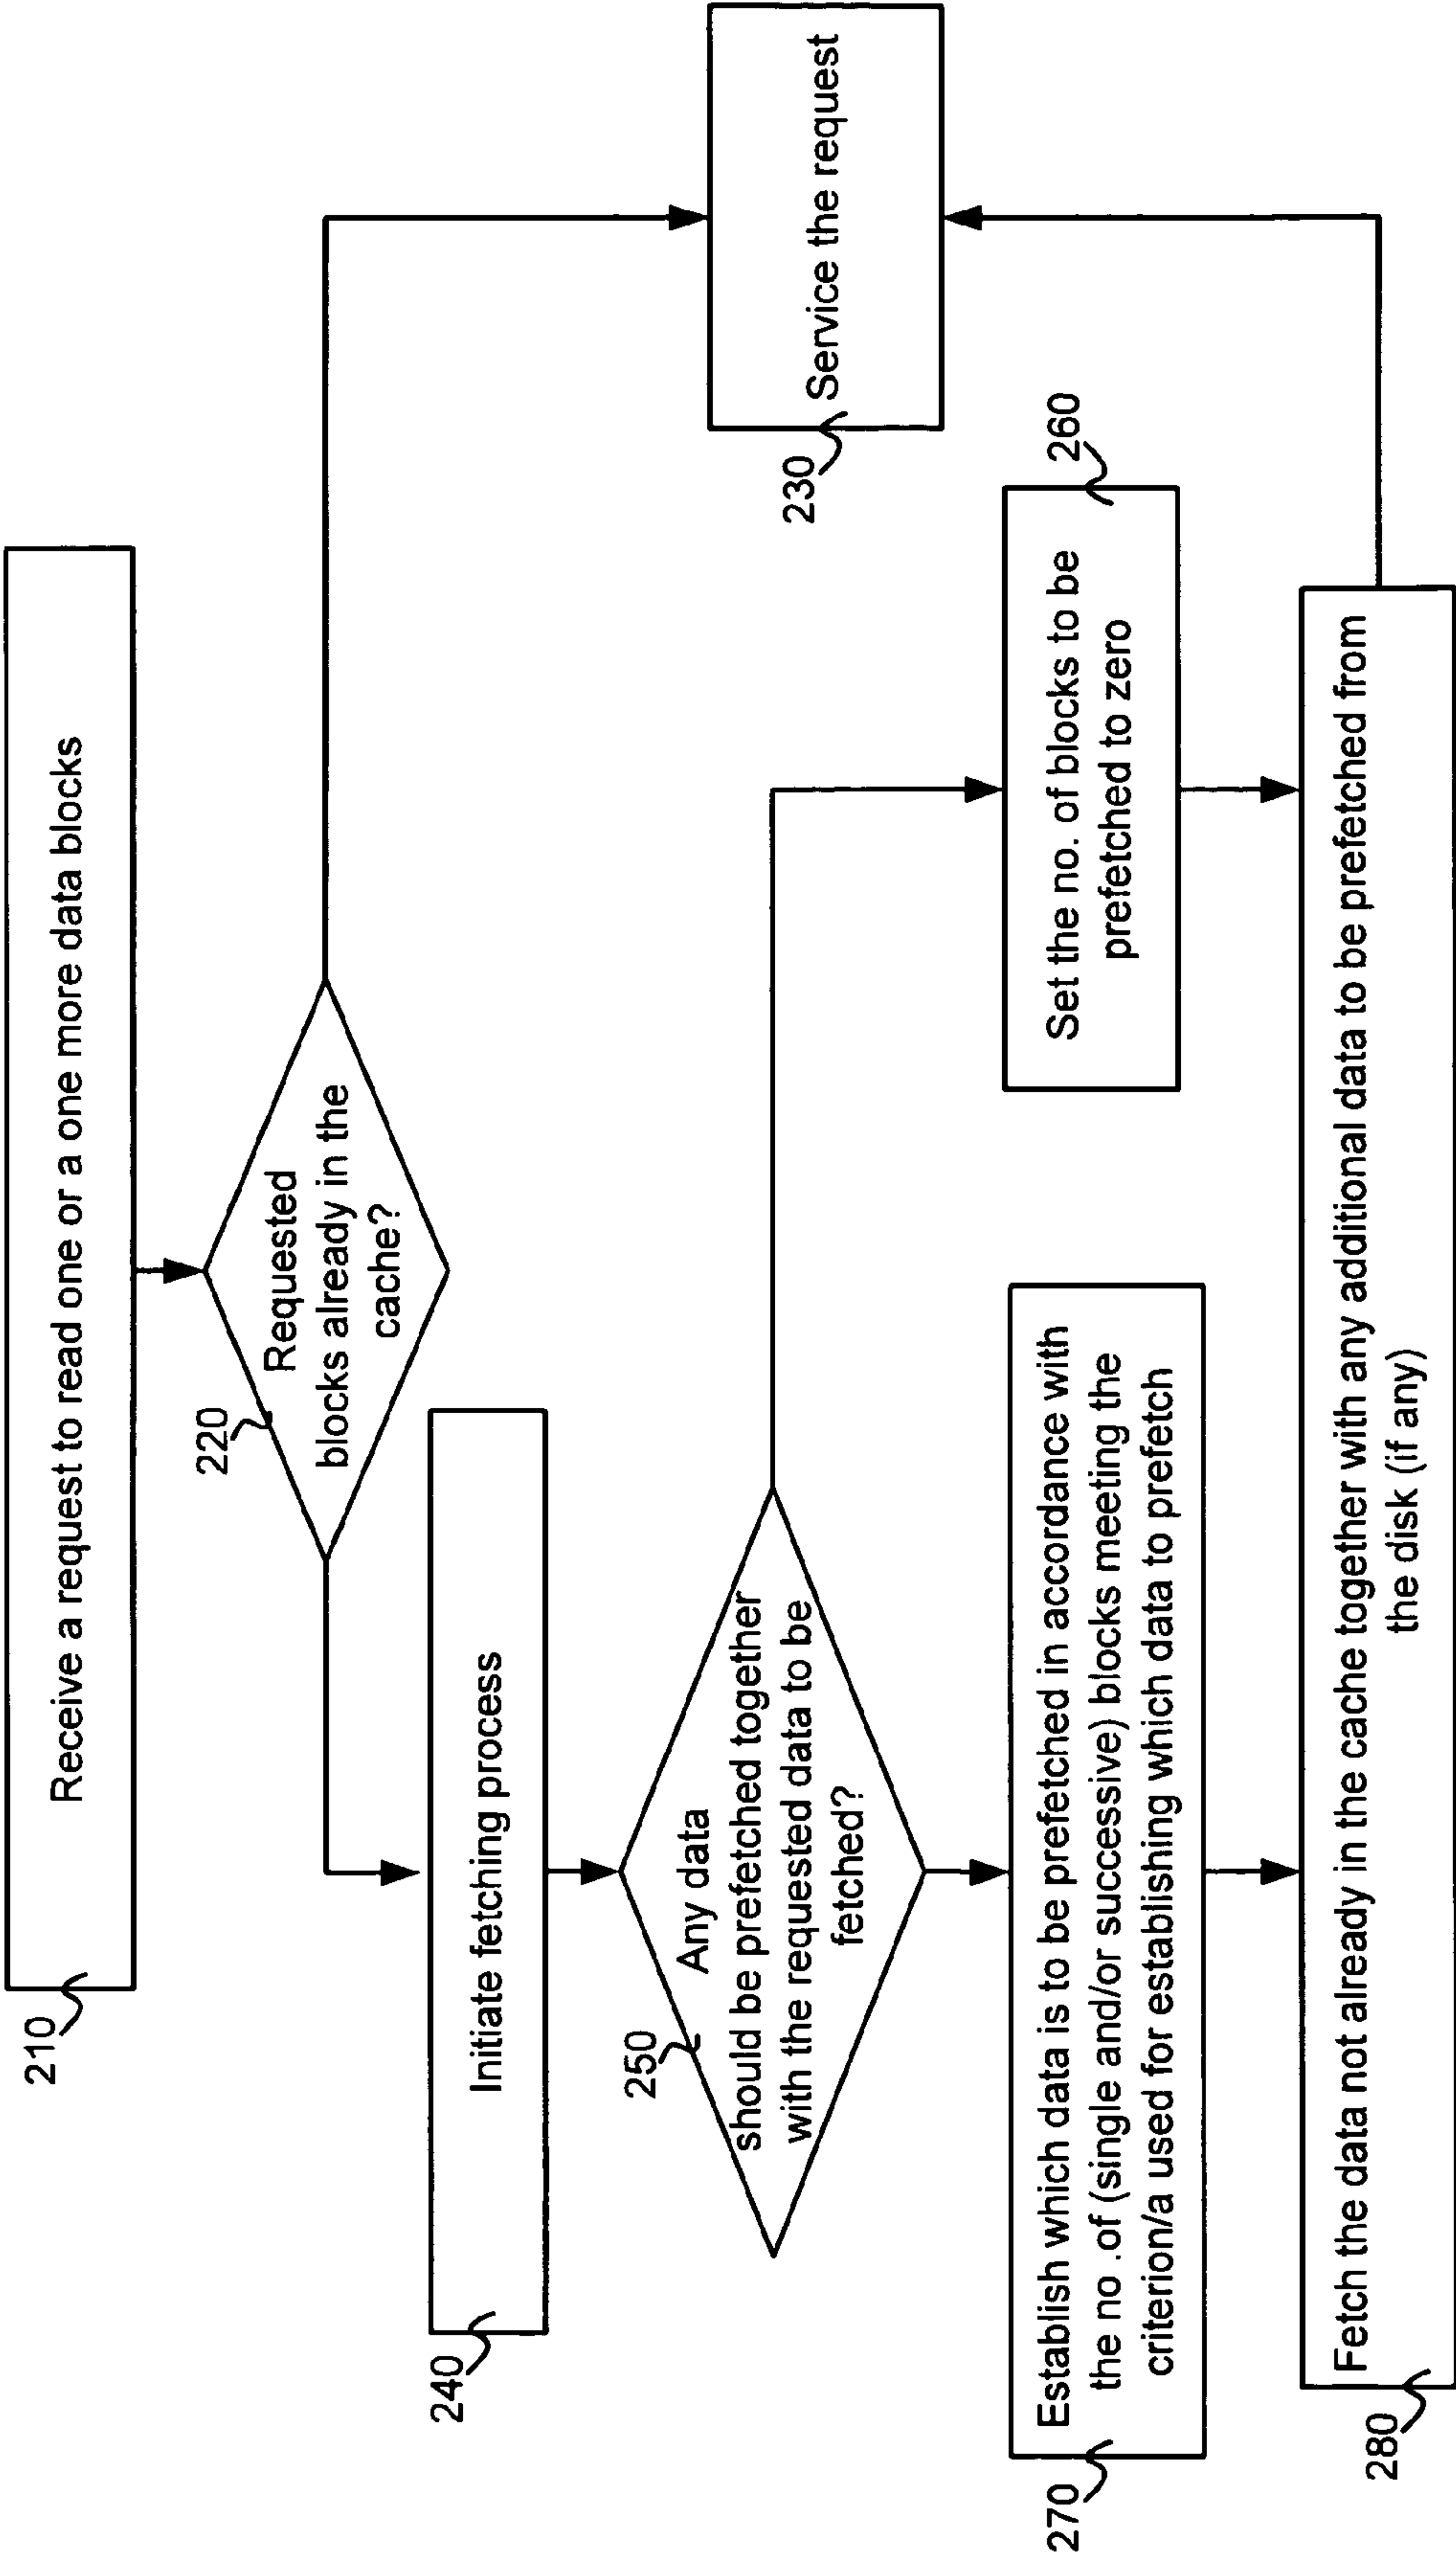 210
Receive a request to read one or a one more data blocks
220
Requested
blocks already in the
cache?
240
Initiate fetching process
230
Service the request
250
Any data
should be prefetched together
with the requested data to be
fetched?
260
Set the no. of blocks to be
prefetched to zero
270
Establish which data is to be prefetched in accordance with
the no .of (single and/or successive) blocks meeting the
criterion/a used for establishing which data to prefetch
280
Fetch the data not already in the cache together with any additional data to be prefetched from
the disk (if any)